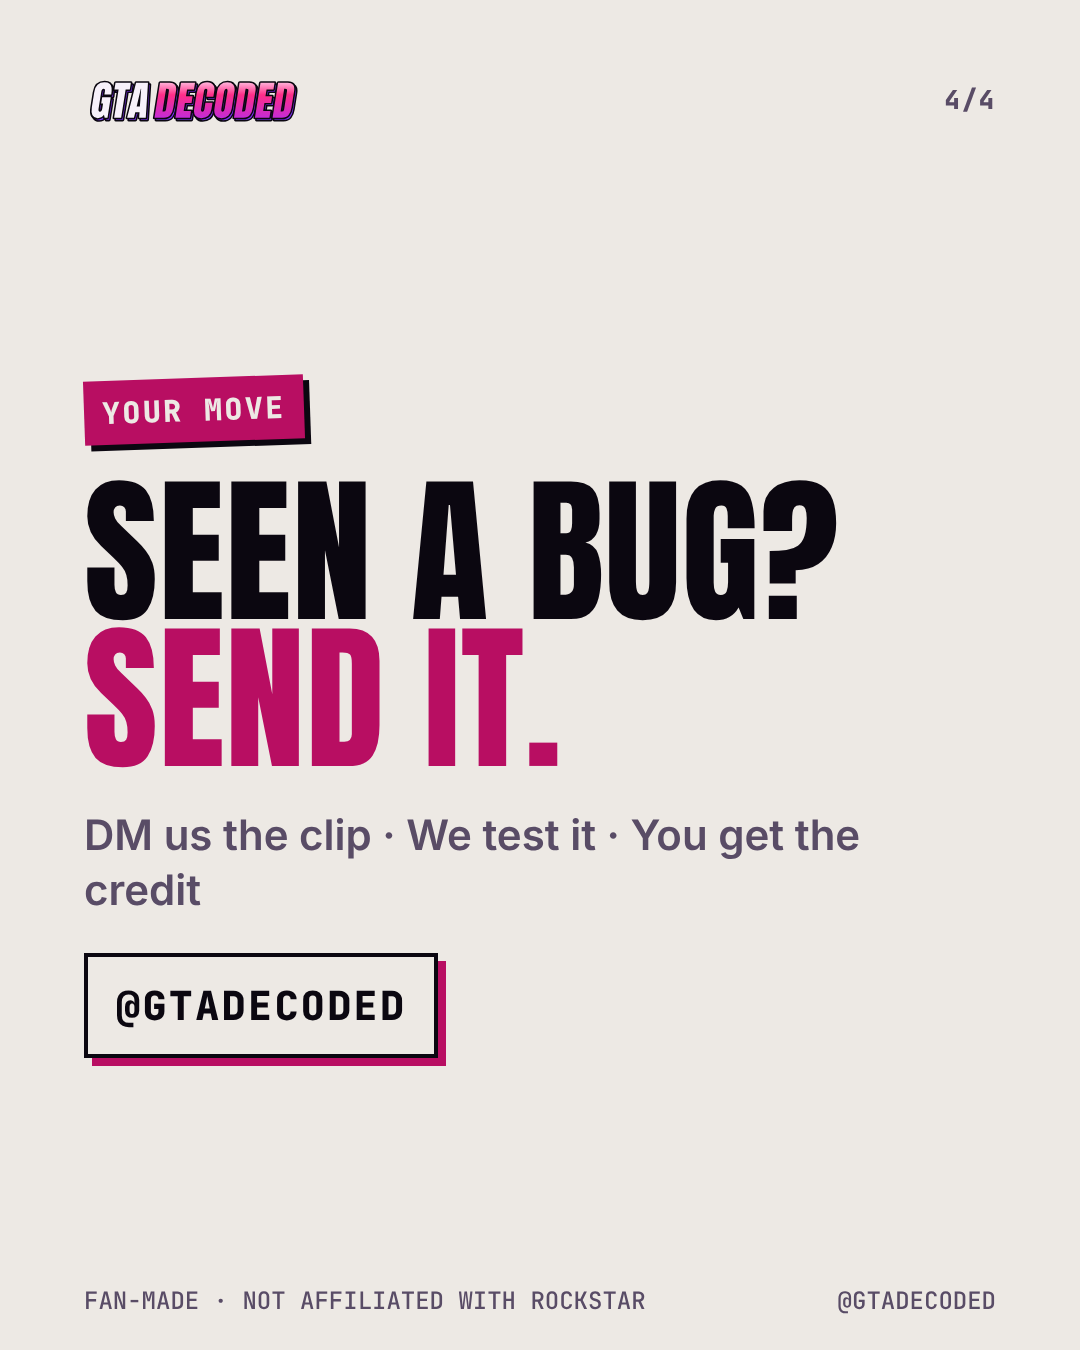 GTA DECODED
4/4
YOUR MOVE
SEEN A BUG?
SEND IT.
DM us the clip · We test it · You get the
credit
@GTADECODED
FAN-MADE · NOT AFFILIATED WITH ROCKSTAR
@GTADECODED